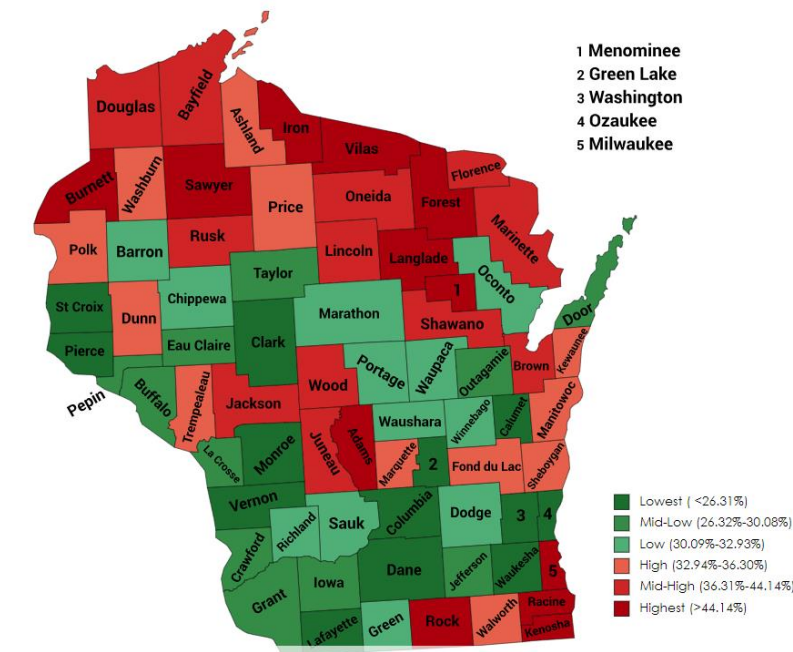 1 Menominee
2 Green Lake
3 Washington
4 Ozaukee
5 Milwaukee
Douglas
Bayfield
Ashland
Iron
Vilas
Florence
Burnett
Washburn
Sawyer
Price
Oneida
Forest
Marinette
Polk
Barron
Rusk
Lincoln
Langlade
Oconto
Taylor
1
St Croix
Dunn
Chippewa
Marathon
Shawano
Door
Pierce
Eau Claire
Clark
Portage
Waupaca
Outagamie
Brown
Kewaunee
Pepin
Buffalo
Trempealeau
Jackson
Wood
Manitowoc
Waushara
Winnebago
Calumet
La Crosse
Monroe
Juneau
Adams
Marquette
2
Fond du Lac
Sheboygan
Vernon
Richland
Sauk
Columbia
Dodge
3
4
Crawford
Grant
Iowa
Dane
Jefferson
Waukesha
5
Lafayette
Green
Rock
Walworth
Racine
Kenosha
Lowest ( <26.31%)
Mid-Low (26.32%-30.08%)
Low (30.09%-32.93%)
High (32.94%-36.30%)
Mid-High (36.31%-44.14%)
Highest (>44.14%)